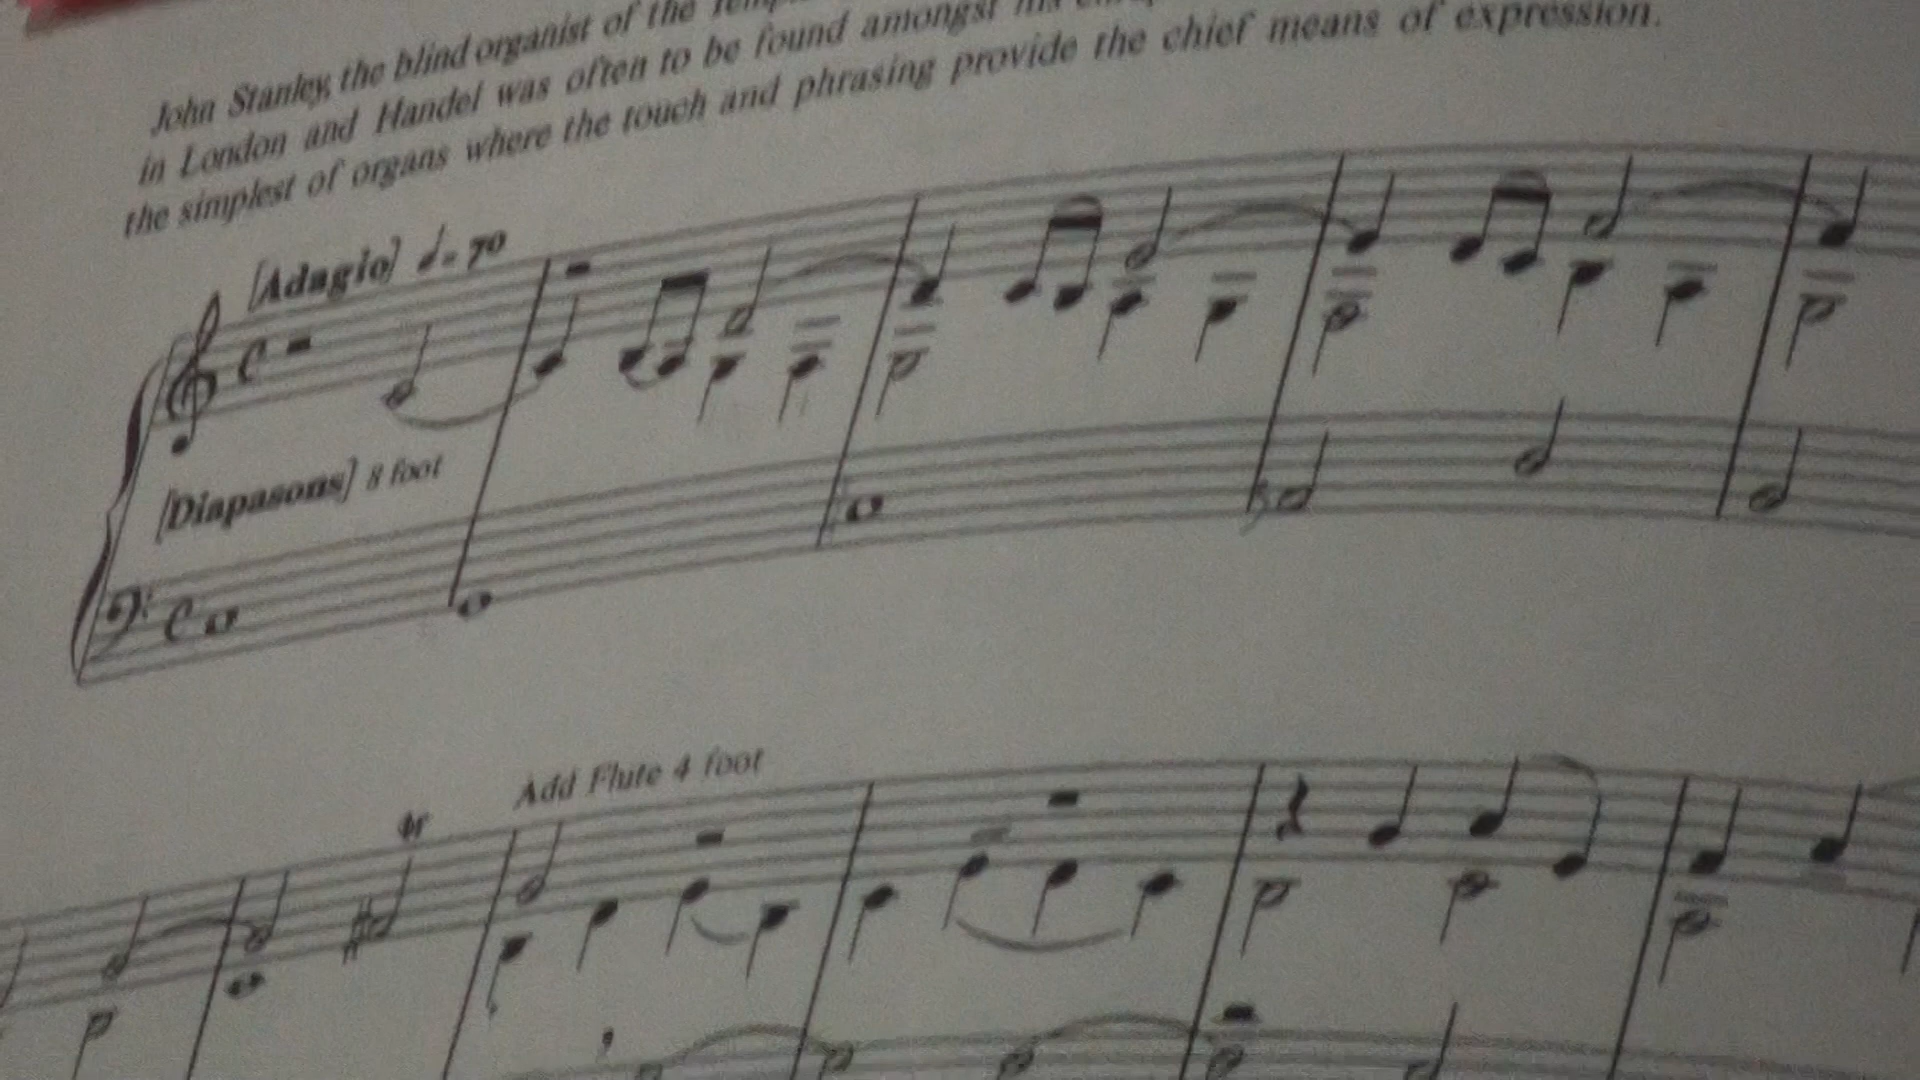 John Stanley, the blind organist of the
in London and Handel was often to be found amongst
the simplest of organs where the touch and phrasing provide the chief means of expression.
[Adagio] ♩= 70
[Diapasons] 8 foot
Add Flute 4 foot
tr